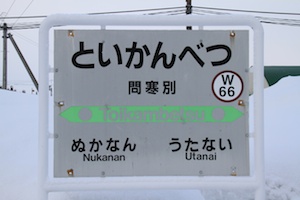 といかんべつ
問寒別
W
66
Toikambetsu
ぬかなん うたない
Nukanan Utanai